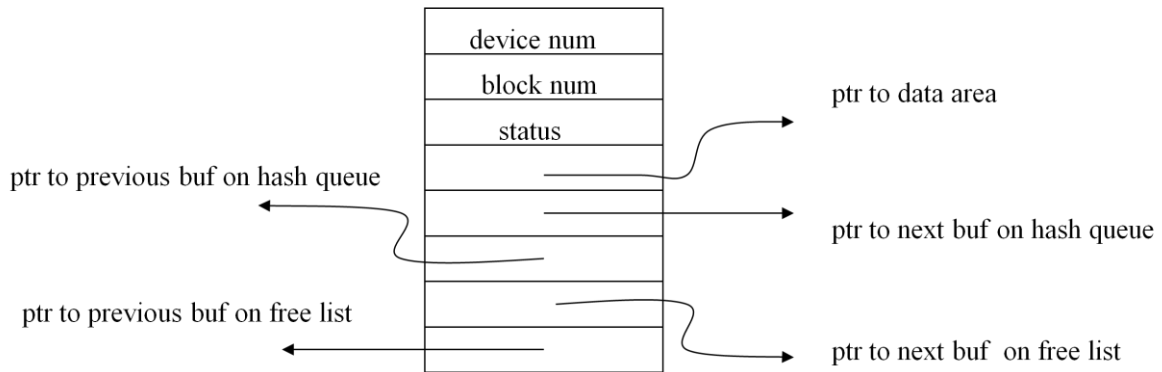 device num
block num
status
ptr to data area
ptr to previous buf on hash queue
ptr to next buf on hash queue
ptr to previous buf on free list
ptr to next buf on free list